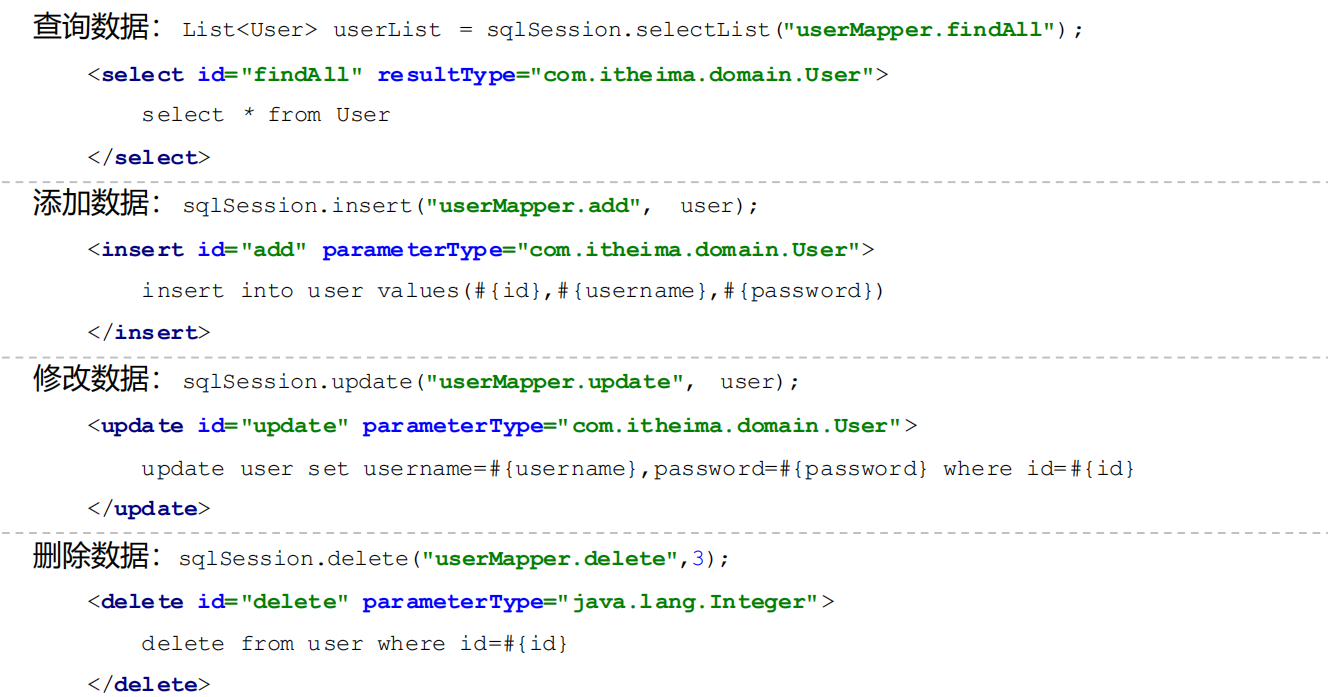 查询数据： List<User> userList = sqlSession.selectList("userMapper.findAll");
<select id="findAll" resultType="com.itheima.domain.User">
select * from User
</select>
添加数据： sqlSession.insert("userMapper.add", user);
<insert id="add" parameterType="com.itheima.domain.User">
insert into user values(#{id},#{username},#{password})
</insert>
修改数据： sqlSession.update("userMapper.update", user);
<update id="update" parameterType="com.itheima.domain.User">
update user set username=#{username},password=#{password} where id=#{id}
</update>
删除数据： sqlSession.delete("userMapper.delete",3);
<delete id="delete" parameterType="java.lang.Integer">
delete from user where id=#{id}
</delete>